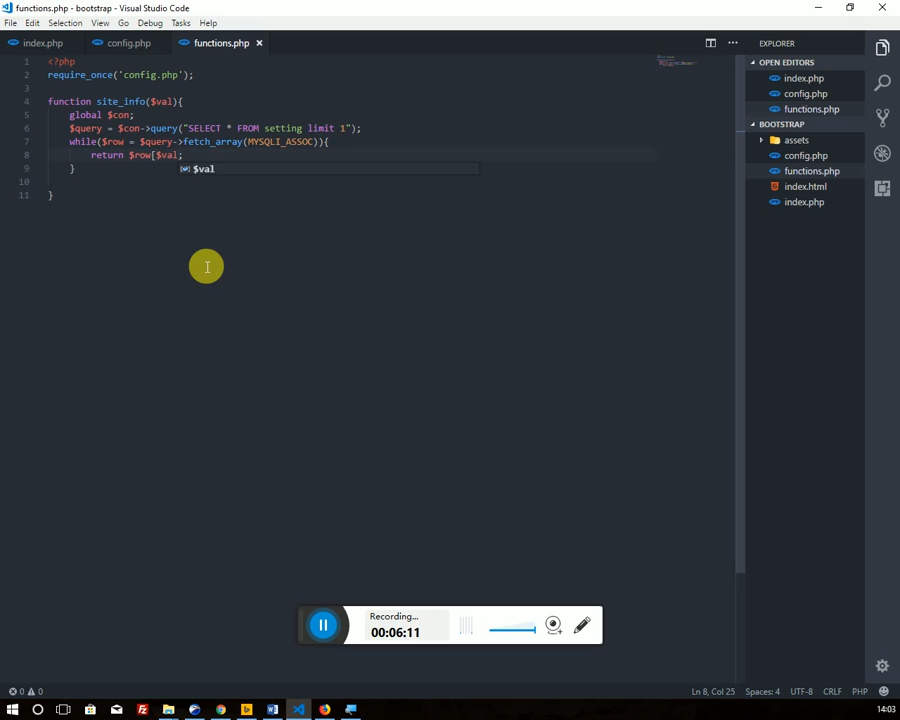 functions.php - bootstrap - Visual Studio Code
File Edit Selection View Go Debug Tasks Help
index.php config.php functions.php
EXPLORER
1 <?php
2 require_once('config.php');
3
4 function site_info($val){
5 global $con;
6 $query = $con->query("SELECT * FROM setting limit 1");
7 while($row = $query->fetch_array(MYSQLI_ASSOC)){
8 return $row[$val;
9 }
$val
10
11 }
OPEN EDITORS
index.php
config.php
functions.php
BOOTSTRAP
assets
config.php
functions.php
index.html
index.php
Recording...
00:06:11
0 0
Ln 8, Col 25 Spaces: 4 UTF-8 CRLF PHP
14:03